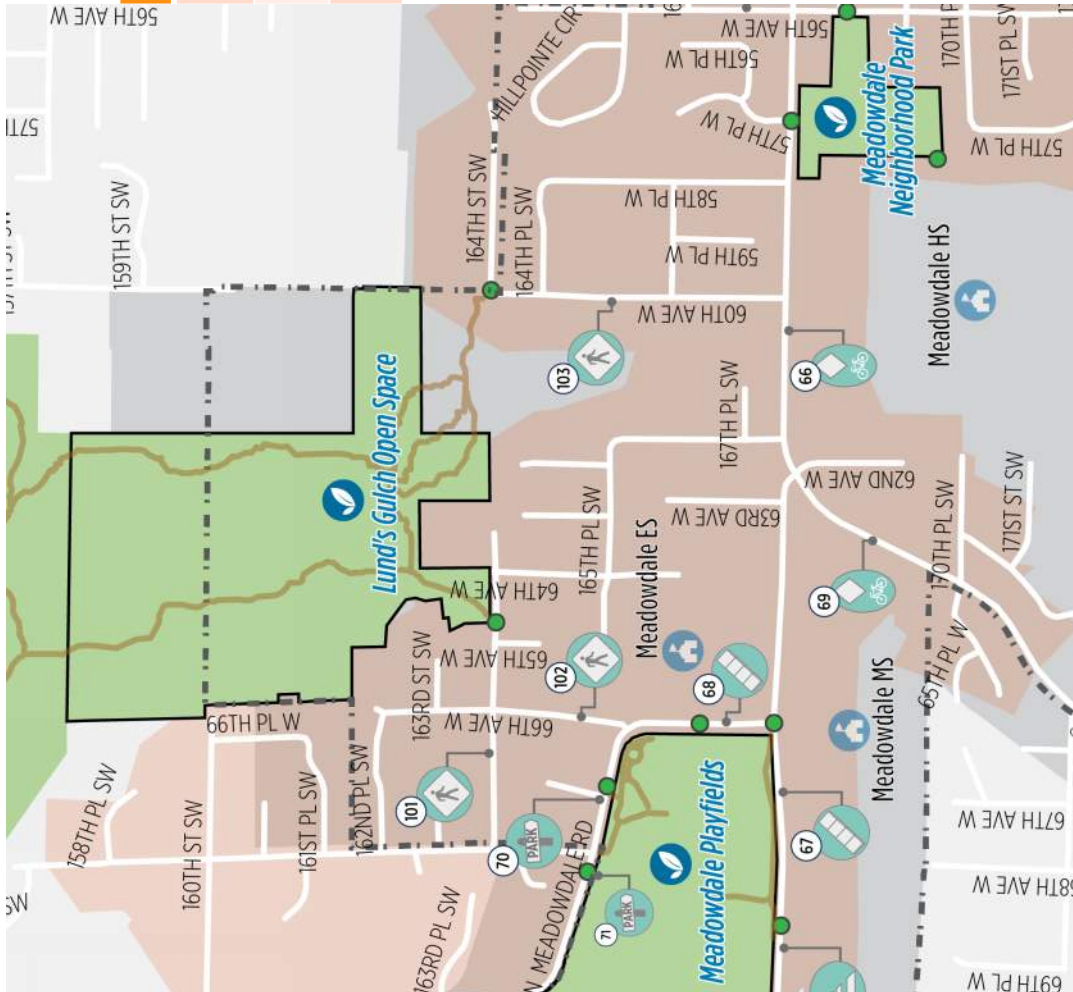 56TH AVE W
57TH
159TH ST SW
HILLPOINTE CIR
164TH ST SW
164TH PL SW
56TH PL W
56TH AVE W
57TH PL W
58TH PL W
59TH PL W
60TH AVE W
170TH PL SW
171ST PL SW
57TH PL W
Meadowdale
Neighborhood Park
Meadowdale HS
Lund's Gulch Open Space
103
66
167TH PL SW
165TH PL SW
62ND AVE W
63RD AVE W
64TH AVE W
65TH AVE W
66TH AVE W
163RD ST SW
Meadowdale ES
102
68
69
170TH PL SW
171ST ST SW
65TH PL W
Meadowdale MS
66TH PL W
158TH PL SW
160TH ST SW
161ST PL SW
162ND PL SW
163RD PL SW
101
70
PARK
71
PARK
N MEADOWDALE RD
Meadowdale Playfields
67
67TH AVE W
68TH AVE W
69TH PL W
SW